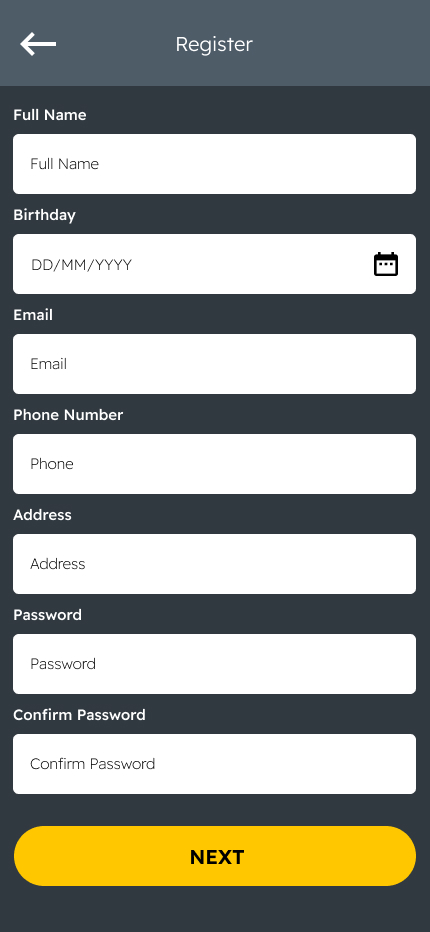 Register
Full Name
Full Name
Birthday
DD/MM/YYYY
Email
Email
Phone Number
Phone
Address
Address
Password
Password
Confirm Password
Confirm Password
NEXT